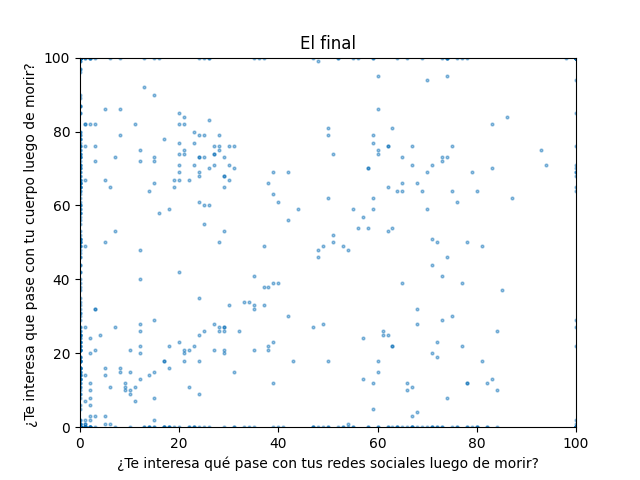 El final
¿Te interesa que pase con tu cuerpo luego de morir?
100
80
60
40
20
0
0 20 40 60 80 100
¿Te interesa qué pase con tus redes sociales luego de morir?